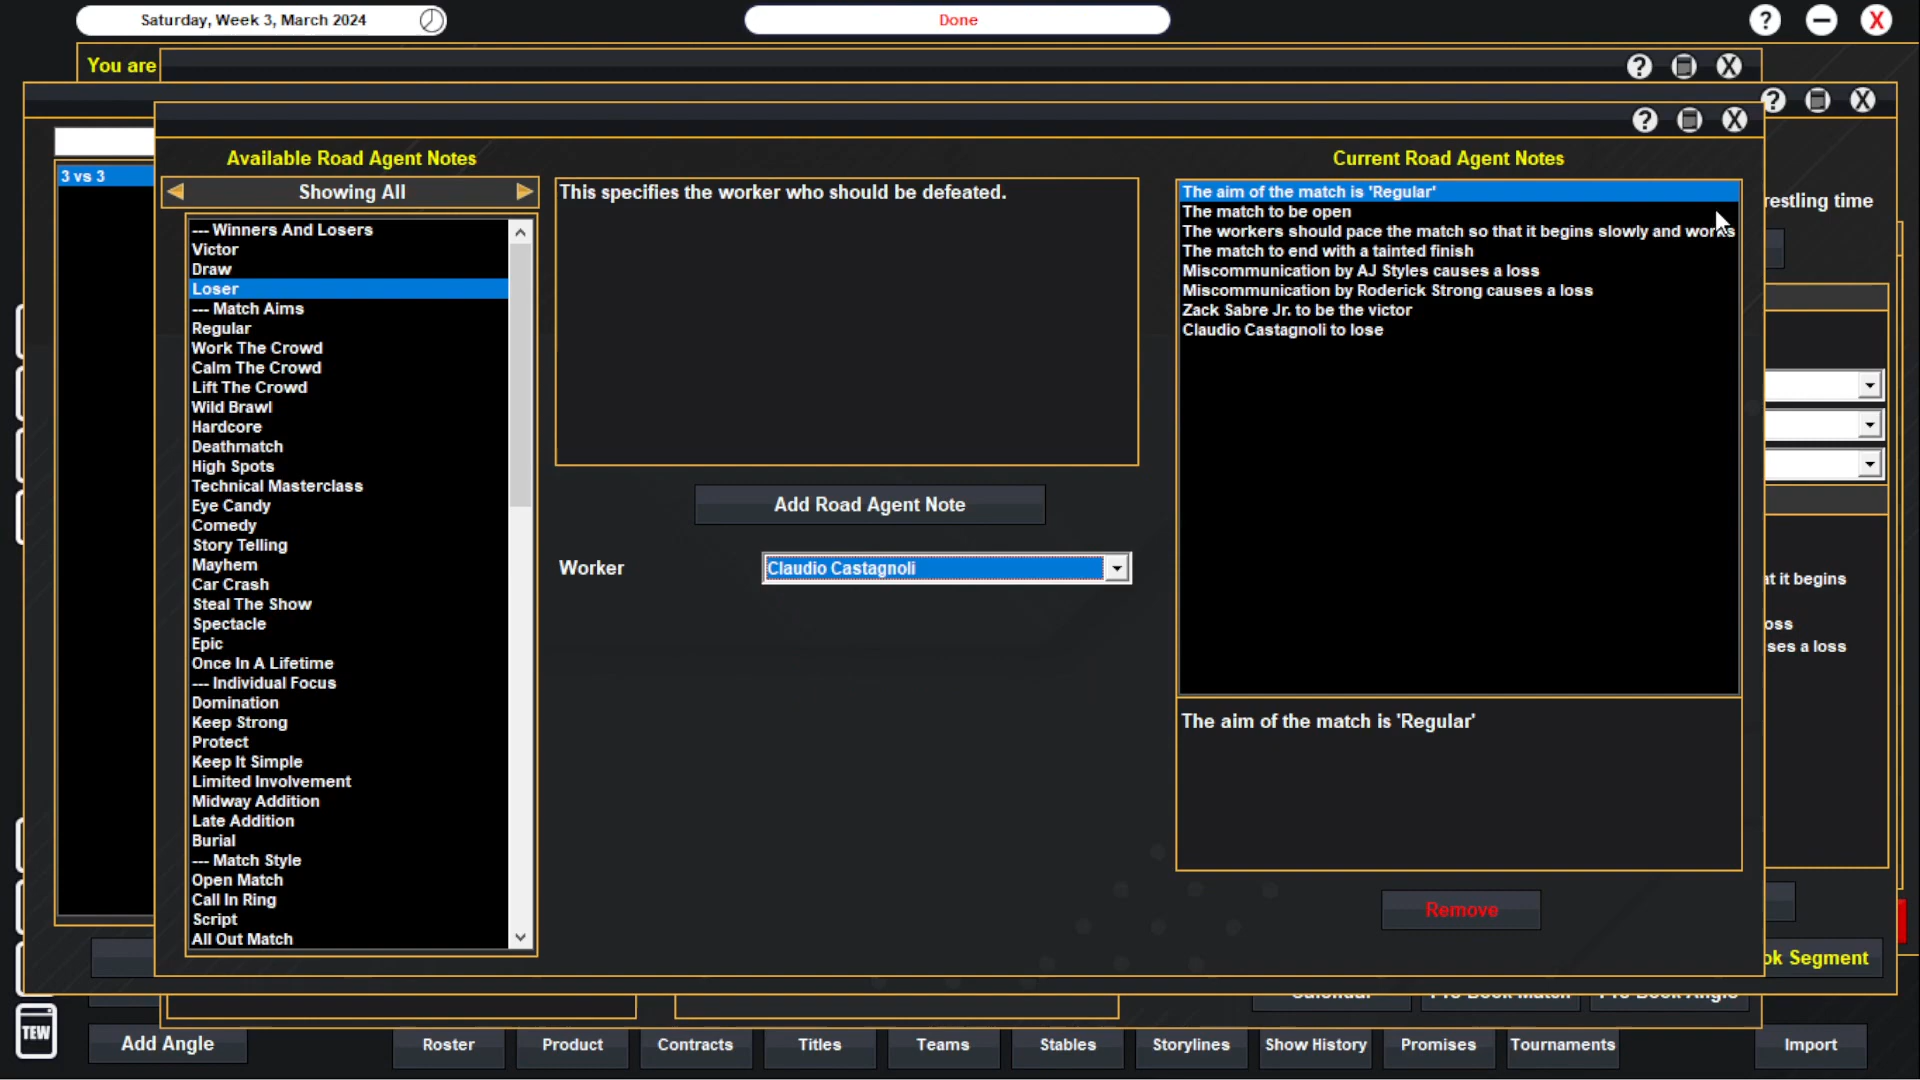 Saturday, Week 3, March 2024
Done
You are
3 vs 3
Available Road Agent Notes
Showing All
--- Winners And Losers
Victor
Draw
Loser
--- Match Aims
Regular
Work The Crowd
Calm The Crowd
Lift The Crowd
Wild Brawl
Hardcore
Deathmatch
High Spots
Technical Masterclass
Eye Candy
Comedy
Story Telling
Mayhem
Car Crash
Steal The Show
Spectacle
Epic
Once In A Lifetime
--- Individual Focus
Domination
Keep Strong
Protect
Keep It Simple
Limited Involvement
Midway Addition
Late Addition
Burial
--- Match Style
Open Match
Call In Ring
Script
All Out Match
This specifies the worker who should be defeated.
Add Road Agent Note
Worker
Claudio Castagnoli
Current Road Agent Notes
The aim of the match is 'Regular'
The match to be open
The workers should pace the match so that it begins slowly and works
The match to end with a tainted finish
Miscommunication by AJ Styles causes a loss
Miscommunication by Roderick Strong causes a loss
Zack Sabre Jr. to be the victor
Claudio Castagnoli to lose
The aim of the match is 'Regular'
Remove
restling time
at it begins
oss
ses a loss
ok Segment
Calendar
Pre Book Match
Pre Book Angle
TEW
Add Angle
Roster
Product
Contracts
Titles
Teams
Stables
Storylines
Show History
Promises
Tournaments
Import